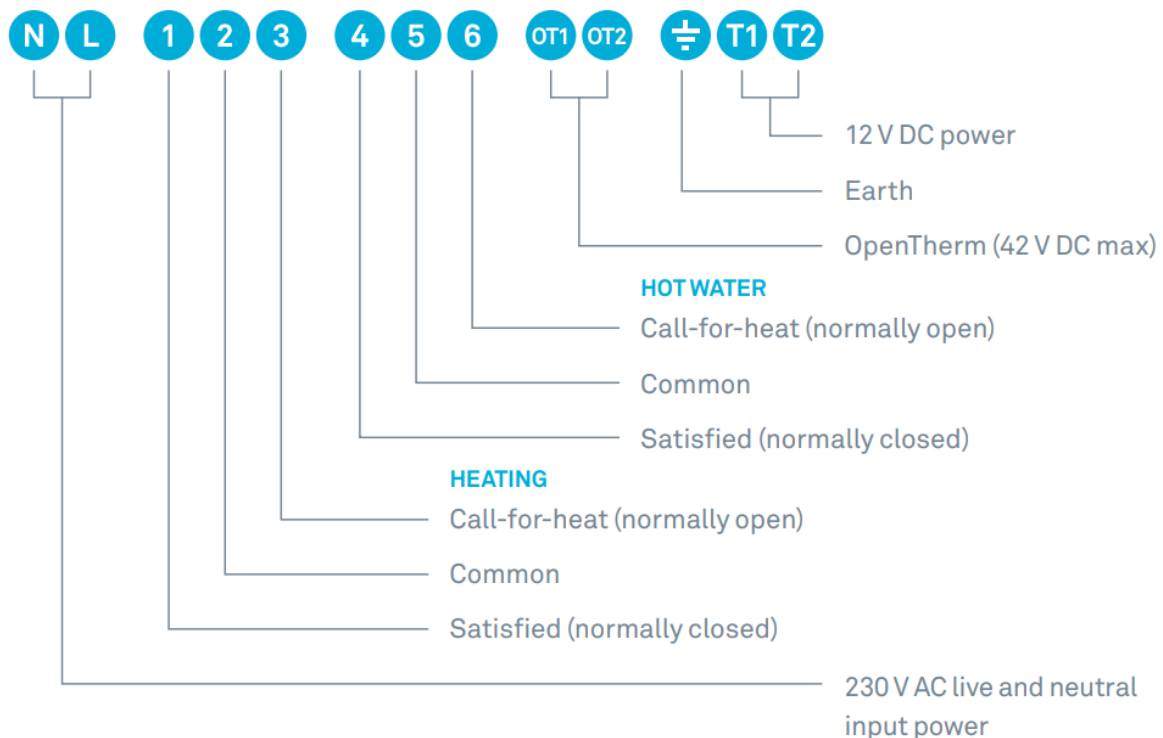 N L 1 2 3 4 5 6 OT1 OT2 T1 T2
12 V DC power
Earth
OpenTherm (42 V DC max)
HOT WATER
Call-for-heat (normally open)
Common
Satisfied (normally closed)
HEATING
Call-for-heat (normally open)
Common
Satisfied (normally closed)
230 V AC live and neutral
input power